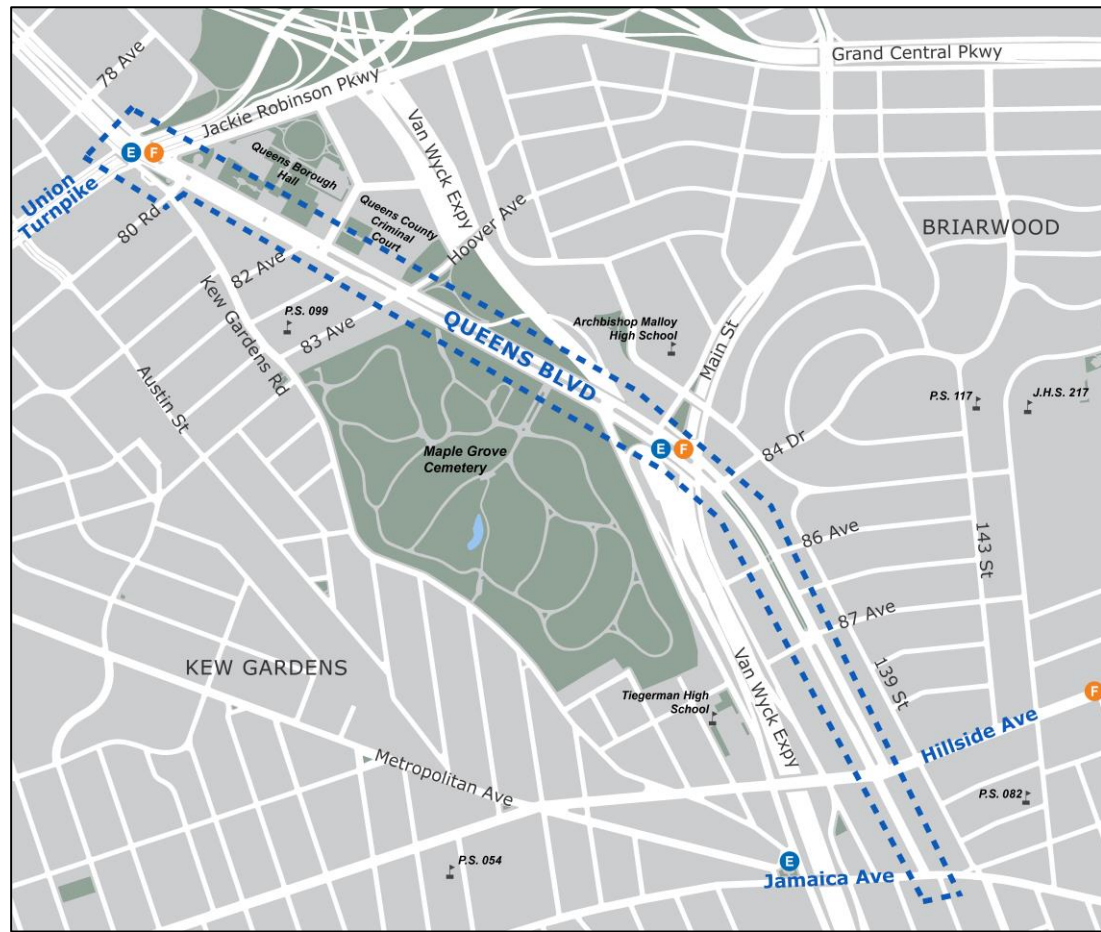 78 Ave
Grand Central Pkwy
Jackie Robinson Pkwy
Van Wyck Expy
E F
Queens Borough
Hall
Union
Turnpike
80 Rd
Queens County
Criminal
Court
Hoover Ave
BRIARWOOD
82 Ave
Kew Gardens Rd
P.S. 099
83 Ave
QUEENS BLVD
Archbishop Malloy
High School
Main St
Austin St
P.S. 117
J.H.S. 217
Maple Grove
Cemetery
E F
84 Dr
86 Ave
143 St
87 Ave
KEW GARDENS
139 St
Van Wyck Expy
Tiegerman High
School
F
Hillside Ave
Metropolitan Ave
P.S. 082
P.S. 054
E
Jamaica Ave